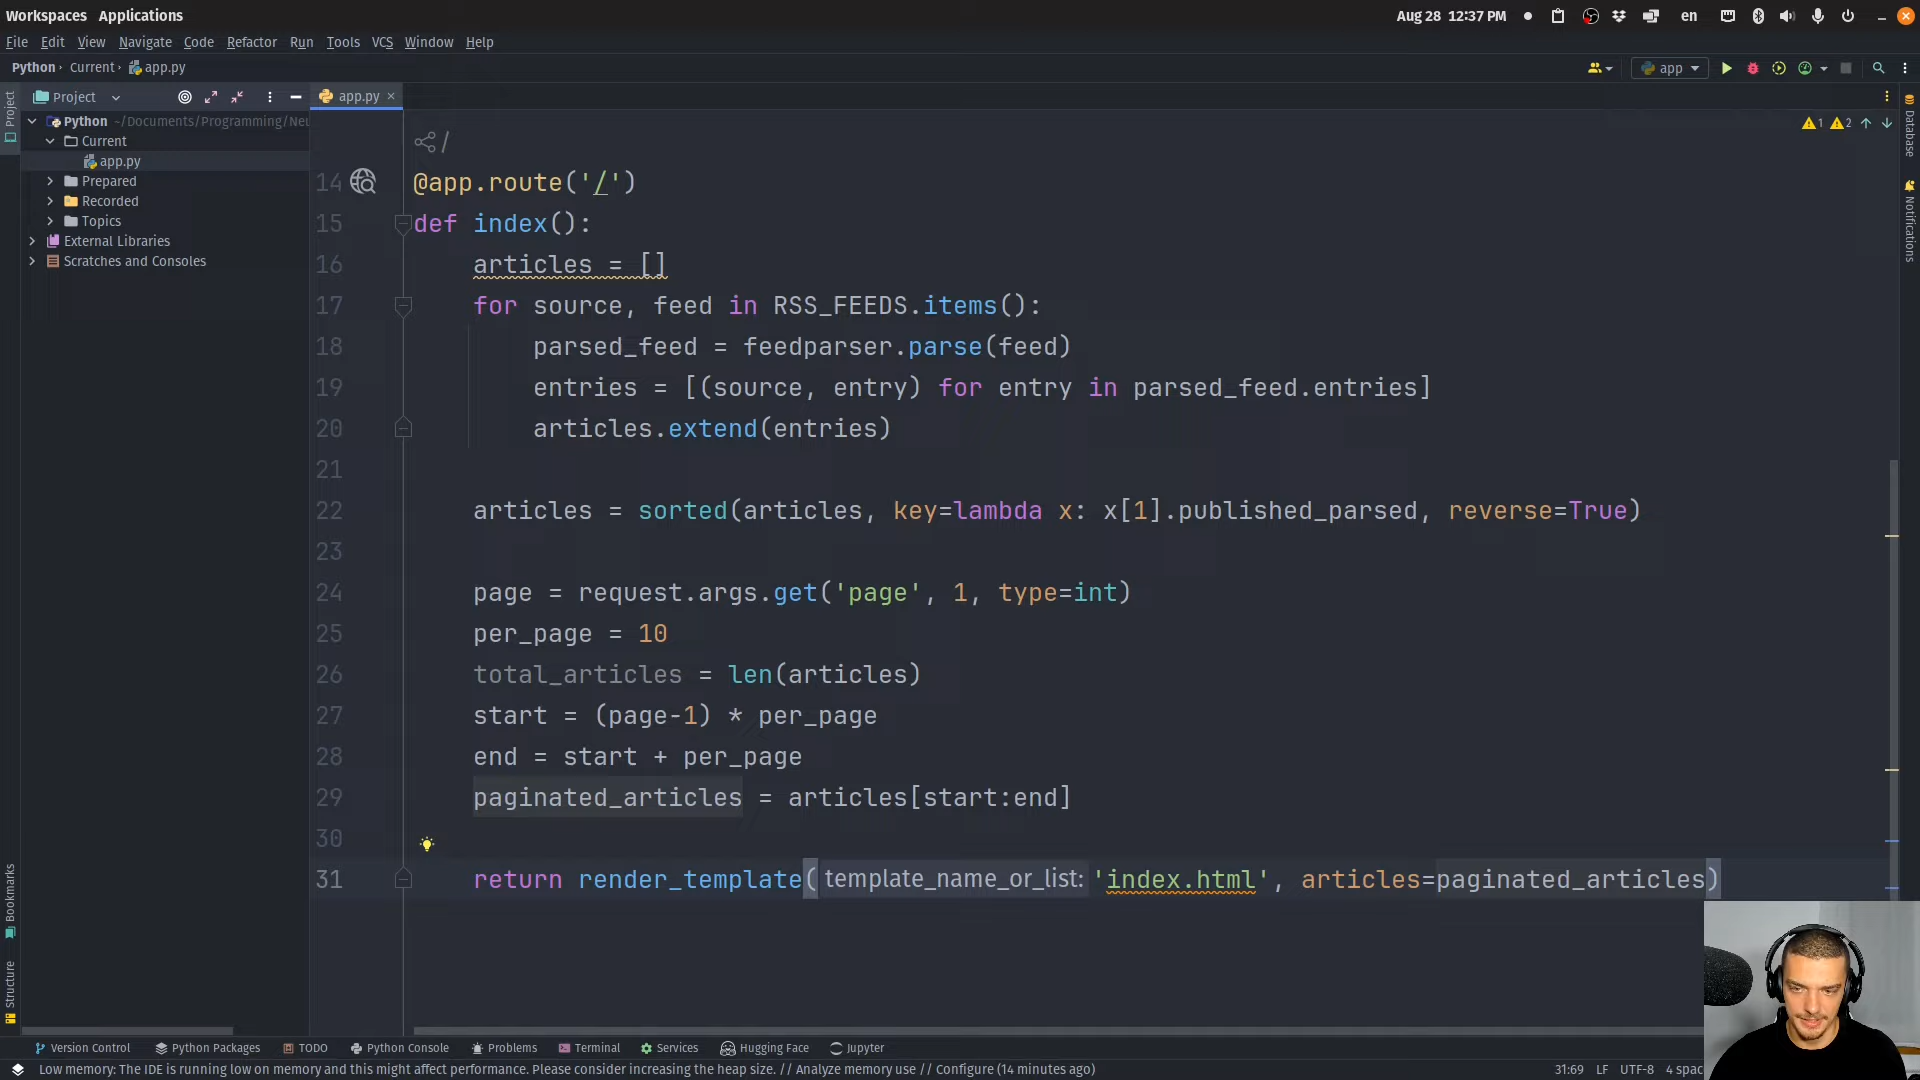 Workspaces Applications
Aug 28 12:37 PM
en
File Edit View Navigate Code Refactor Run Tools VCS Window Help
Python Current app.py
app
Project
Project
app.py
Python ~/Documents/Programming/Neu
Current
app.py
Prepared
Recorded
Topics
External Libraries
Scratches and Consoles
1 2
Database
Notifications
/
14 @app.route('/')
15 def index():
16 articles = []
17 for source, feed in RSS_FEEDS.items():
18 parsed_feed = feedparser.parse(feed)
19 entries = [(source, entry) for entry in parsed_feed.entries]
20 articles.extend(entries)
21
22 articles = sorted(articles, key=lambda x: x[1].published_parsed, reverse=True)
23
24 page = request.args.get('page', 1, type=int)
25 per_page = 10
26 total_articles = len(articles)
27 start = (page-1) * per_page
28 end = start + per_page
29 paginated_articles = articles[start:end]
30
31 return render_template( template_name_or_list: 'index.html', articles=paginated_articles)
Bookmarks
Structure
Version Control Python Packages TODO Python Console Problems Terminal Services Hugging Face Jupyter
Low memory: The IDE is running low on memory and this might affect performance. Please consider increasing the heap size. // Analyze memory use // Configure (14 minutes ago)
31:69 LF UTF-8 4 spac